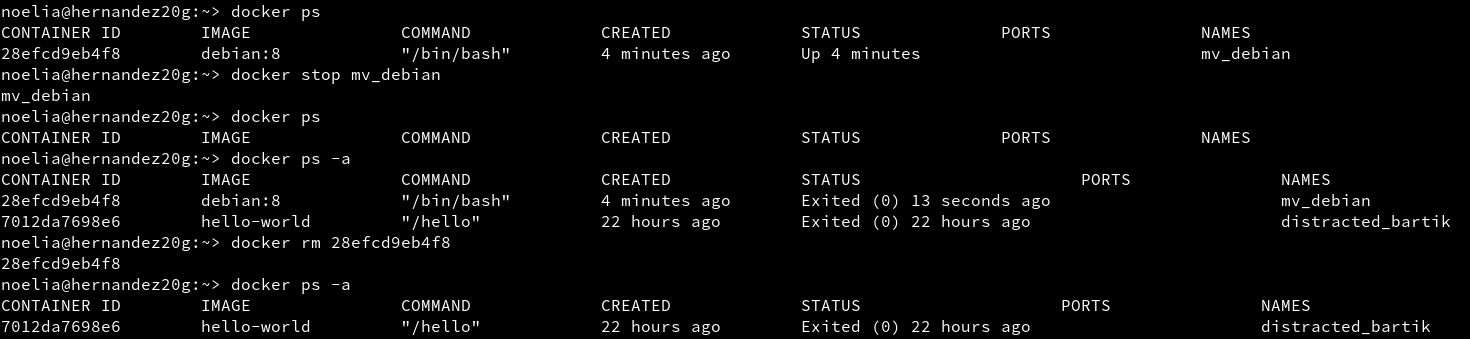 noelia@hernandez20g:~> docker ps
CONTAINER ID        IMAGE               COMMAND             CREATED             STATUS              PORTS               NAMES
28efcd9eb4f8        debian:8            "/bin/bash"         4 minutes ago       Up 4 minutes                            mv_debian
noelia@hernandez20g:~> docker stop mv_debian
mv_debian
noelia@hernandez20g:~> docker ps
CONTAINER ID        IMAGE               COMMAND             CREATED             STATUS              PORTS               NAMES
noelia@hernandez20g:~> docker ps -a
CONTAINER ID        IMAGE               COMMAND             CREATED             STATUS                      PORTS               NAMES
28efcd9eb4f8        debian:8            "/bin/bash"         4 minutes ago       Exited (0) 13 seconds ago                       mv_debian
7012da7698e6        hello-world         "/hello"            22 hours ago        Exited (0) 22 hours ago                         distracted_bartik
noelia@hernandez20g:~> docker rm 28efcd9eb4f8
28efcd9eb4f8
noelia@hernandez20g:~> docker ps -a
CONTAINER ID        IMAGE               COMMAND             CREATED             STATUS                    PORTS               NAMES
7012da7698e6        hello-world         "/hello"            22 hours ago        Exited (0) 22 hours ago                       distracted_bartik